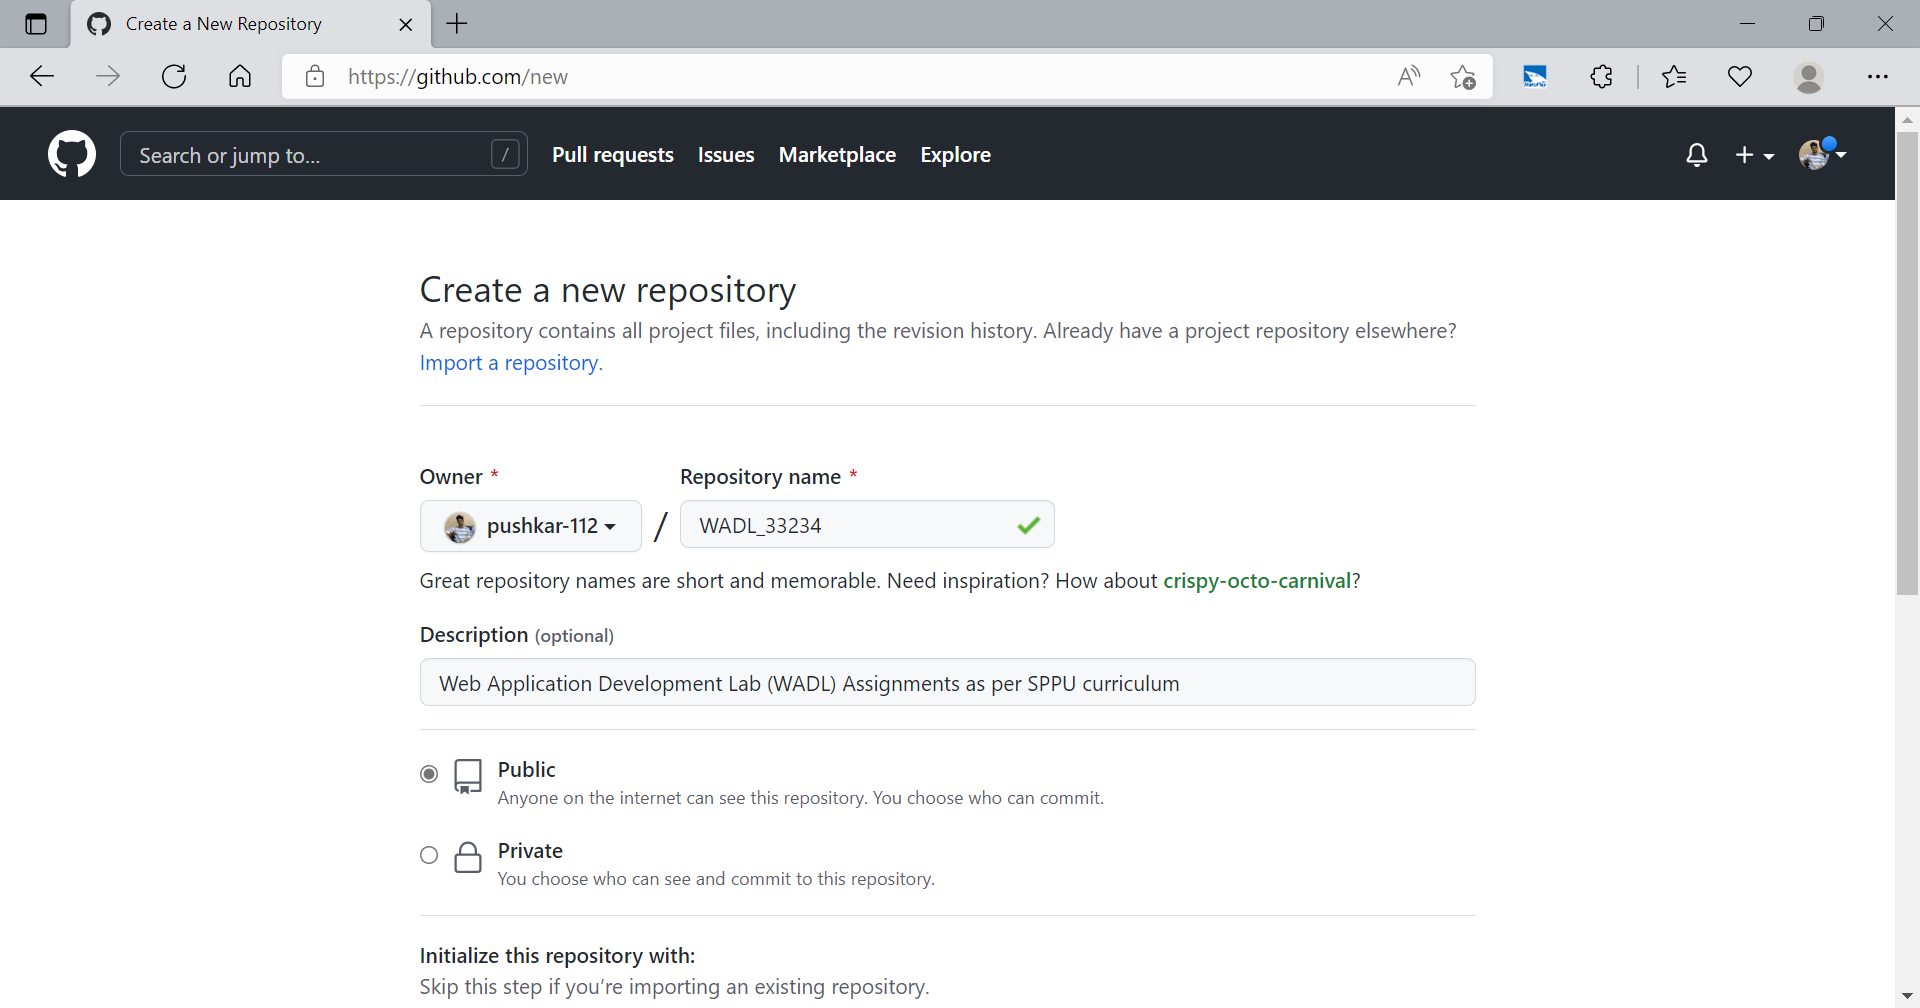 Create a New Repository
https://github.com/new
Search or jump to... /
Pull requests Issues Marketplace Explore
Create a new repository
A repository contains all project files, including the revision history. Already have a project repository elsewhere?
Import a repository.
Owner * Repository name *
pushkar-112 / WADL_33234
Great repository names are short and memorable. Need inspiration? How about crispy-octo-carnival?
Description (optional)
Web Application Development Lab (WADL) Assignments as per SPPU curriculum
Public
Anyone on the internet can see this repository. You choose who can commit.
Private
You choose who can see and commit to this repository.
Initialize this repository with:
Skip this step if you’re importing an existing repository.